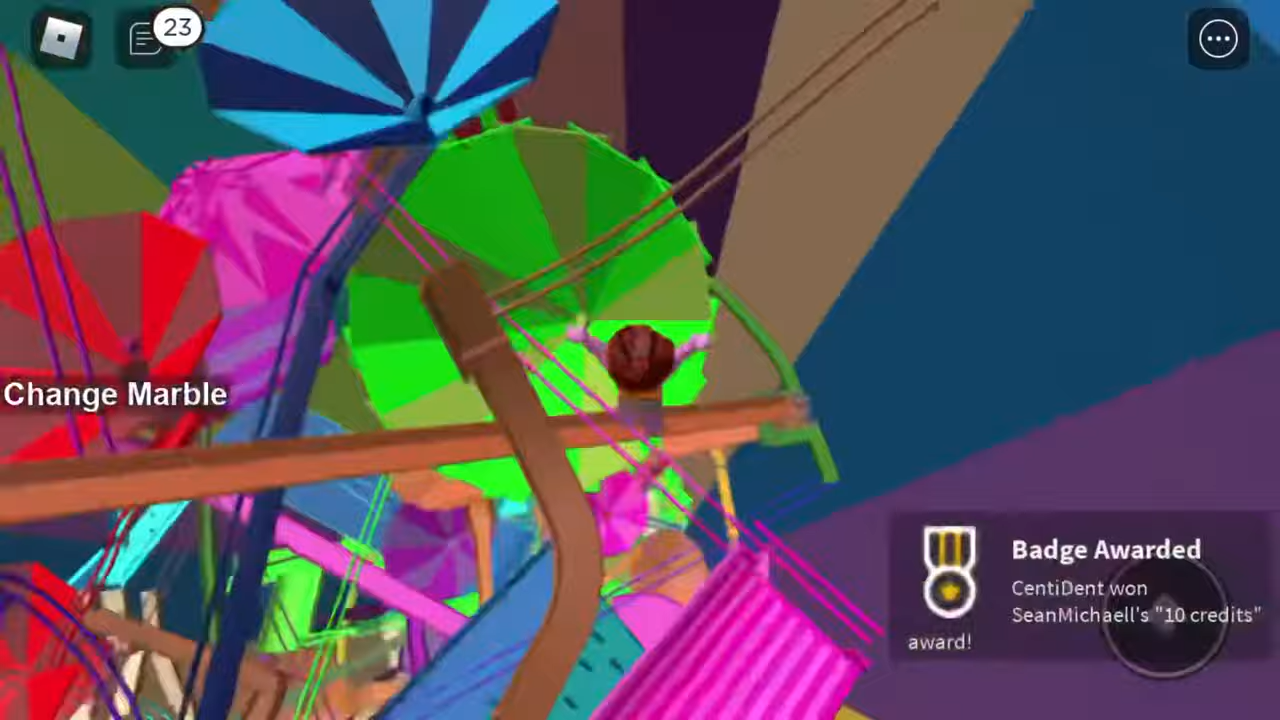 23
Change Marble
Badge Awarded
CentiDent won
SeanMichaell's "10 credits"
award!